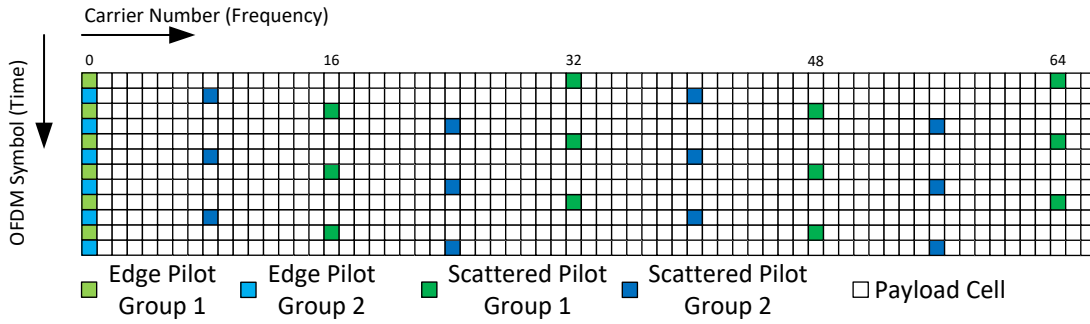 Carrier Number (Frequency)
0 16 32 48 64
OFDM Symbol (Time)
Edge Pilot
Group 1
Edge Pilot
Group 2
Scattered Pilot
Group 1
Scattered Pilot
Group 2
Payload Cell